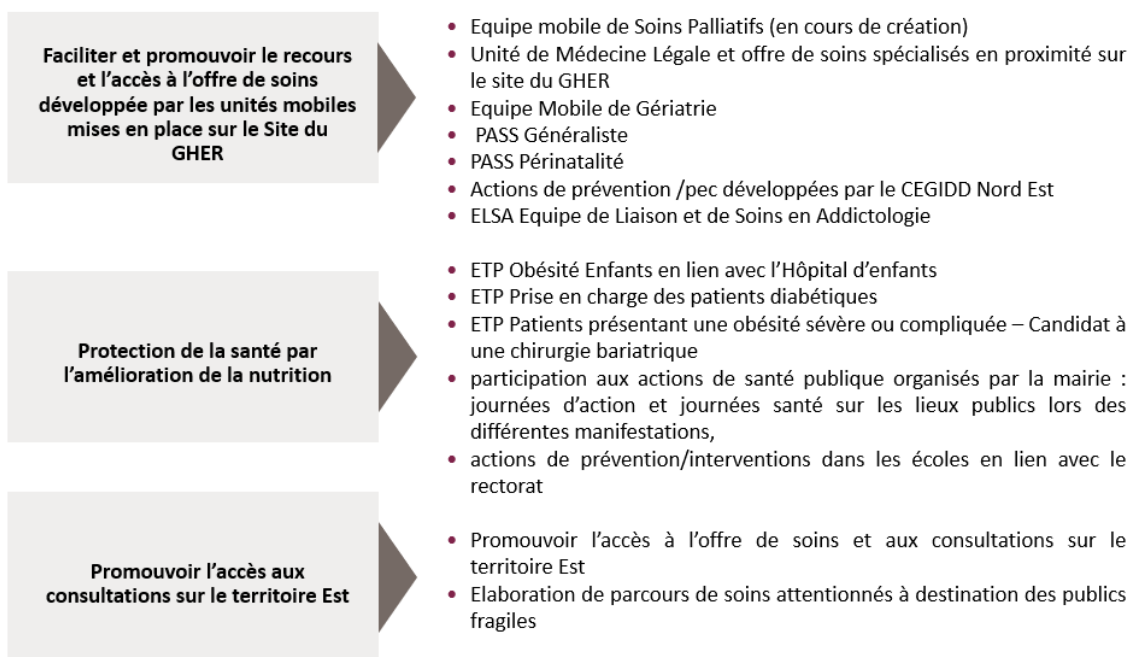 Faciliter et promouvoir le recours
et l’accès à l’offre de soins
développée par les unités mobiles
mises en place sur le Site du
GHER
• Equipe mobile de Soins Palliatifs (en cours de création)
• Unité de Médecine Légale et offre de soins spécialisés en proximité sur
le site du GHER
• Equipe Mobile de Gériatrie
• PASS Généraliste
• PASS Périnatalité
• Actions de prévention /pec développées par le CEGIDD Nord Est
• ELSA Equipe de Liaison et de Soins en Addictologie
Protection de la santé par
l’amélioration de la nutrition
• ETP Obésité Enfants en lien avec l’Hôpital d’enfants
• ETP Prise en charge des patients diabétiques
• ETP Patients présentant une obésité sévère ou compliquée – Candidat à
une chirurgie bariatrique
• participation aux actions de santé publique organisés par la mairie :
journées d’action et journées santé sur les lieux publics lors des
différentes manifestations,
• actions de prévention/interventions dans les écoles en lien avec le
rectorat
Promouvoir l’accès aux
consultations sur le territoire Est
• Promouvoir l’accès à l’offre de soins et aux consultations sur le
territoire Est
• Elaboration de parcours de soins attentionnés à destination des publics
fragiles